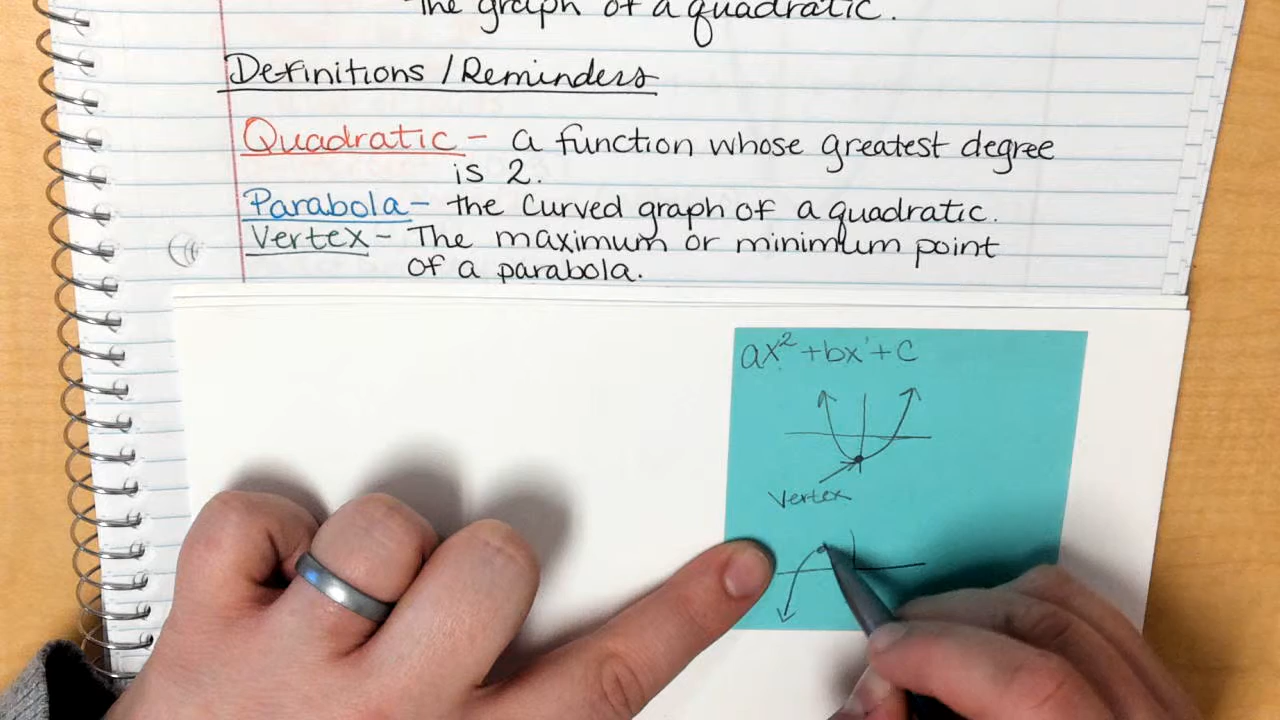 the graph of a quadratic.
Definitions / Reminders
Quadratic - a function whose greatest degree
is 2.
Parabola - the curved graph of a quadratic.
Vertex - The maximum or minimum point
of a parabola.
ax² + bx' + c
Vertex